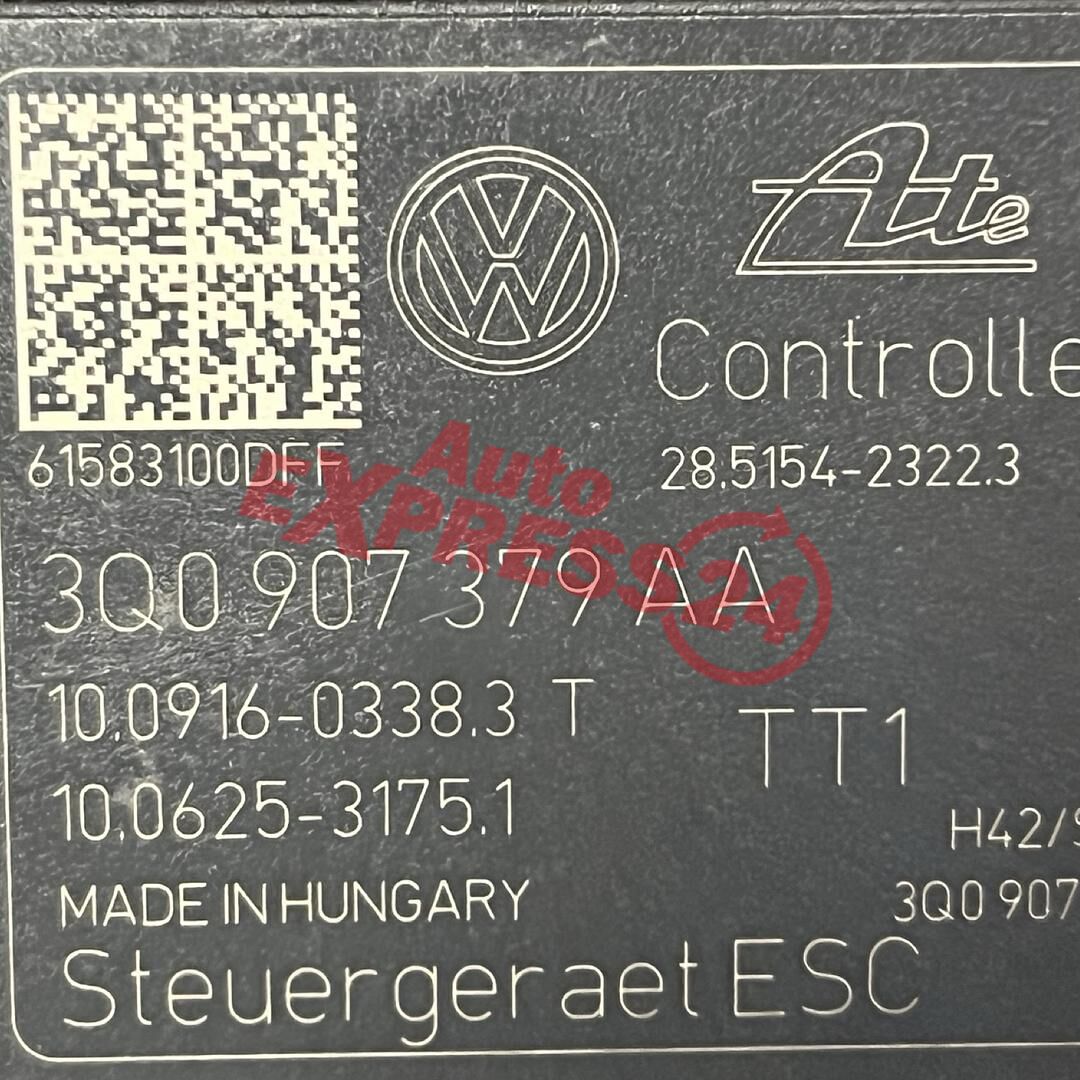 Ate
Controlle
61583100DFF
28.5154-2322.3
Auto
EXPRESS24
3Q0 907 379 AA
10.0916-0338.3 T
TT1
10.0625-3175.1
H42/S
MADE IN HUNGARY
3Q0 907
Steuergeraet ESC